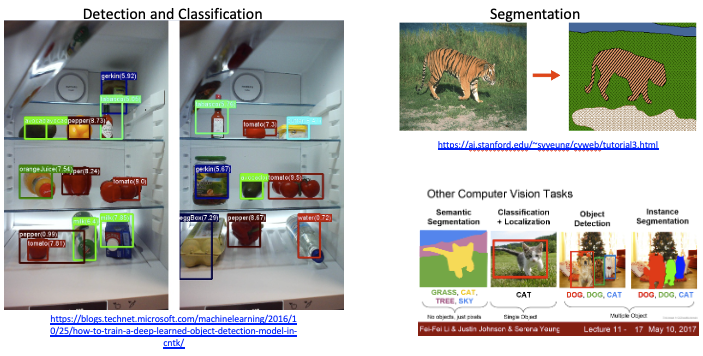 Detection and Classification
Segmentation
gerkin(5.92)
pepper(8.73)
orangeJuice(7.54)
pepper(8.24)
tomato(9.0)
pepper(0.99)
tomato(7.81)
tomato(7.3)
gerkin(5.67)
tomato(9.5)
eggBox(7.29)
pepper(8.67)
water(0.72)
https://blogs.technet.microsoft.com/machinelearning/2016/1
0/25/how-to-train-a-deep-learned-object-detection-model-in-
cntk/
https://ai.stanford.edu/~syyeung/cvweb/tutorial3.html
Other Computer Vision Tasks
Semantic
Segmentation
Classification
+ Localization
Object
Detection
Instance
Segmentation
GRASS, CAT,
TREE, SKY
CAT
DOG, DOG, CAT
DOG, DOG, CAT
No objects, just pixels
Single Object
Multiple Object
Fei-Fei Li & Justin Johnson & Serena Yeung
Lecture 11 - 17 May 10, 2017